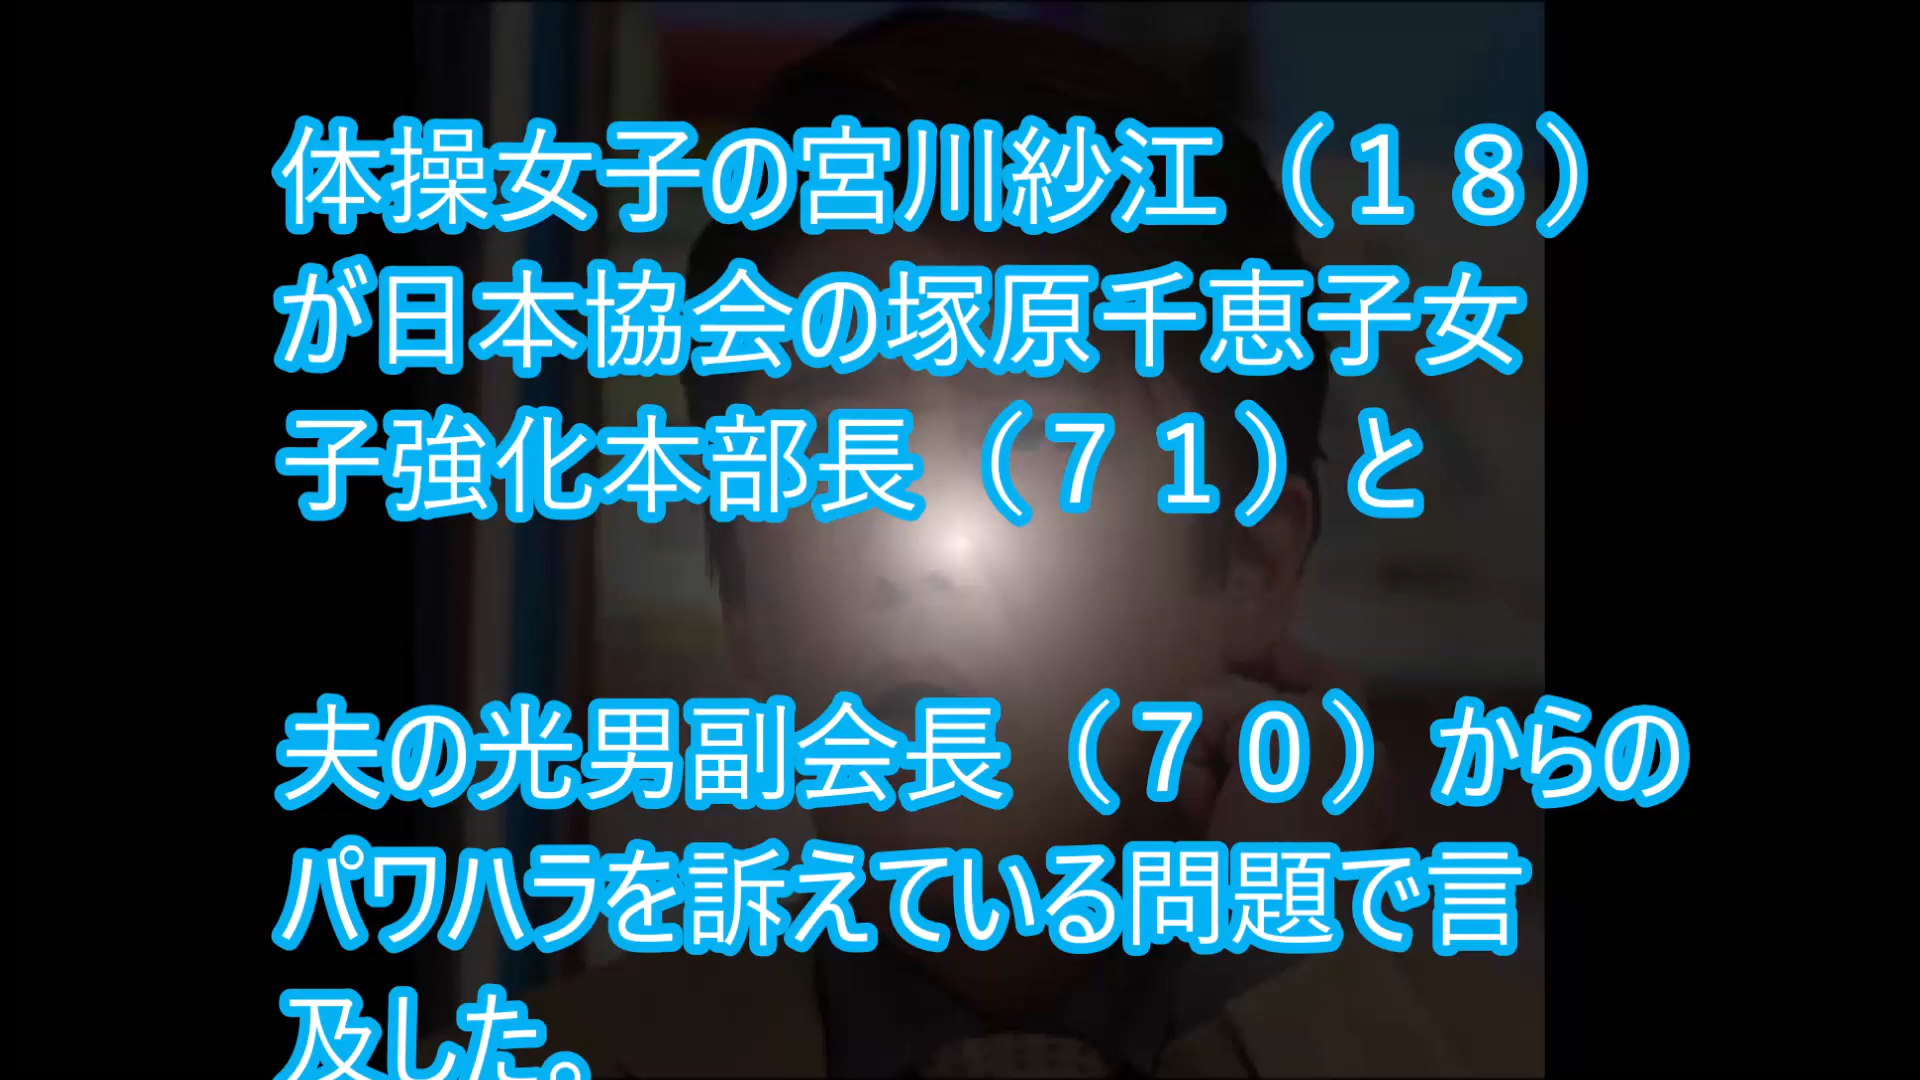 体操女子の宮川紗江（１８）
が日本協会の塚原千恵子女
子強化本部長（７１）と
夫の光男副会長（７０）からの
パワハラを訴えている問題で言
及した。